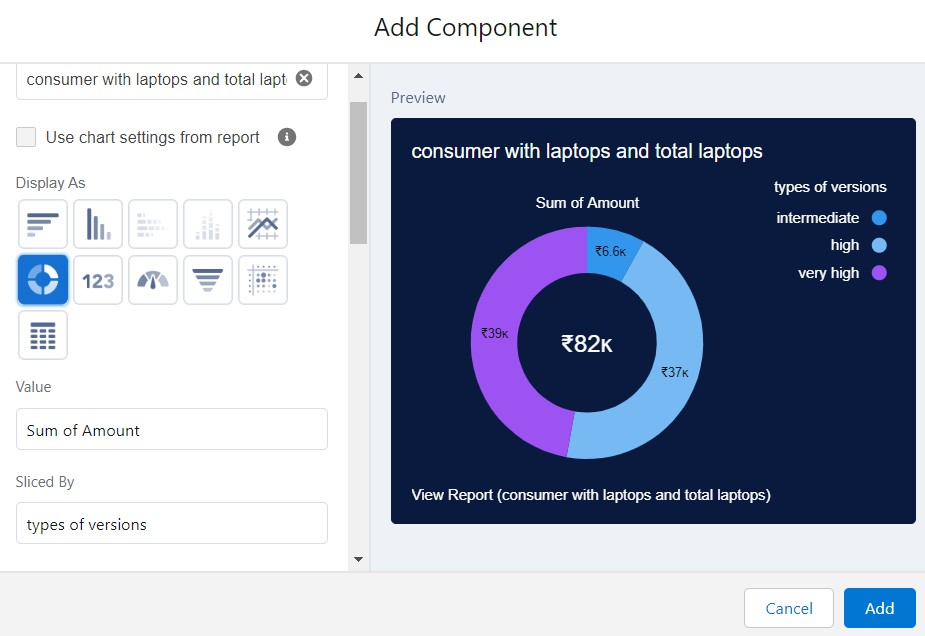 Add Component
consumer with laptops and total lapt
Use chart settings from report
Display As
123
Value
Sum of Amount
Sliced By
types of versions
Preview
consumer with laptops and total laptops
types of versions
intermediate
high
very high
Sum of Amount
₹6.6K
₹39K
₹82K
₹37K
View Report (consumer with laptops and total laptops)
Cancel
Add